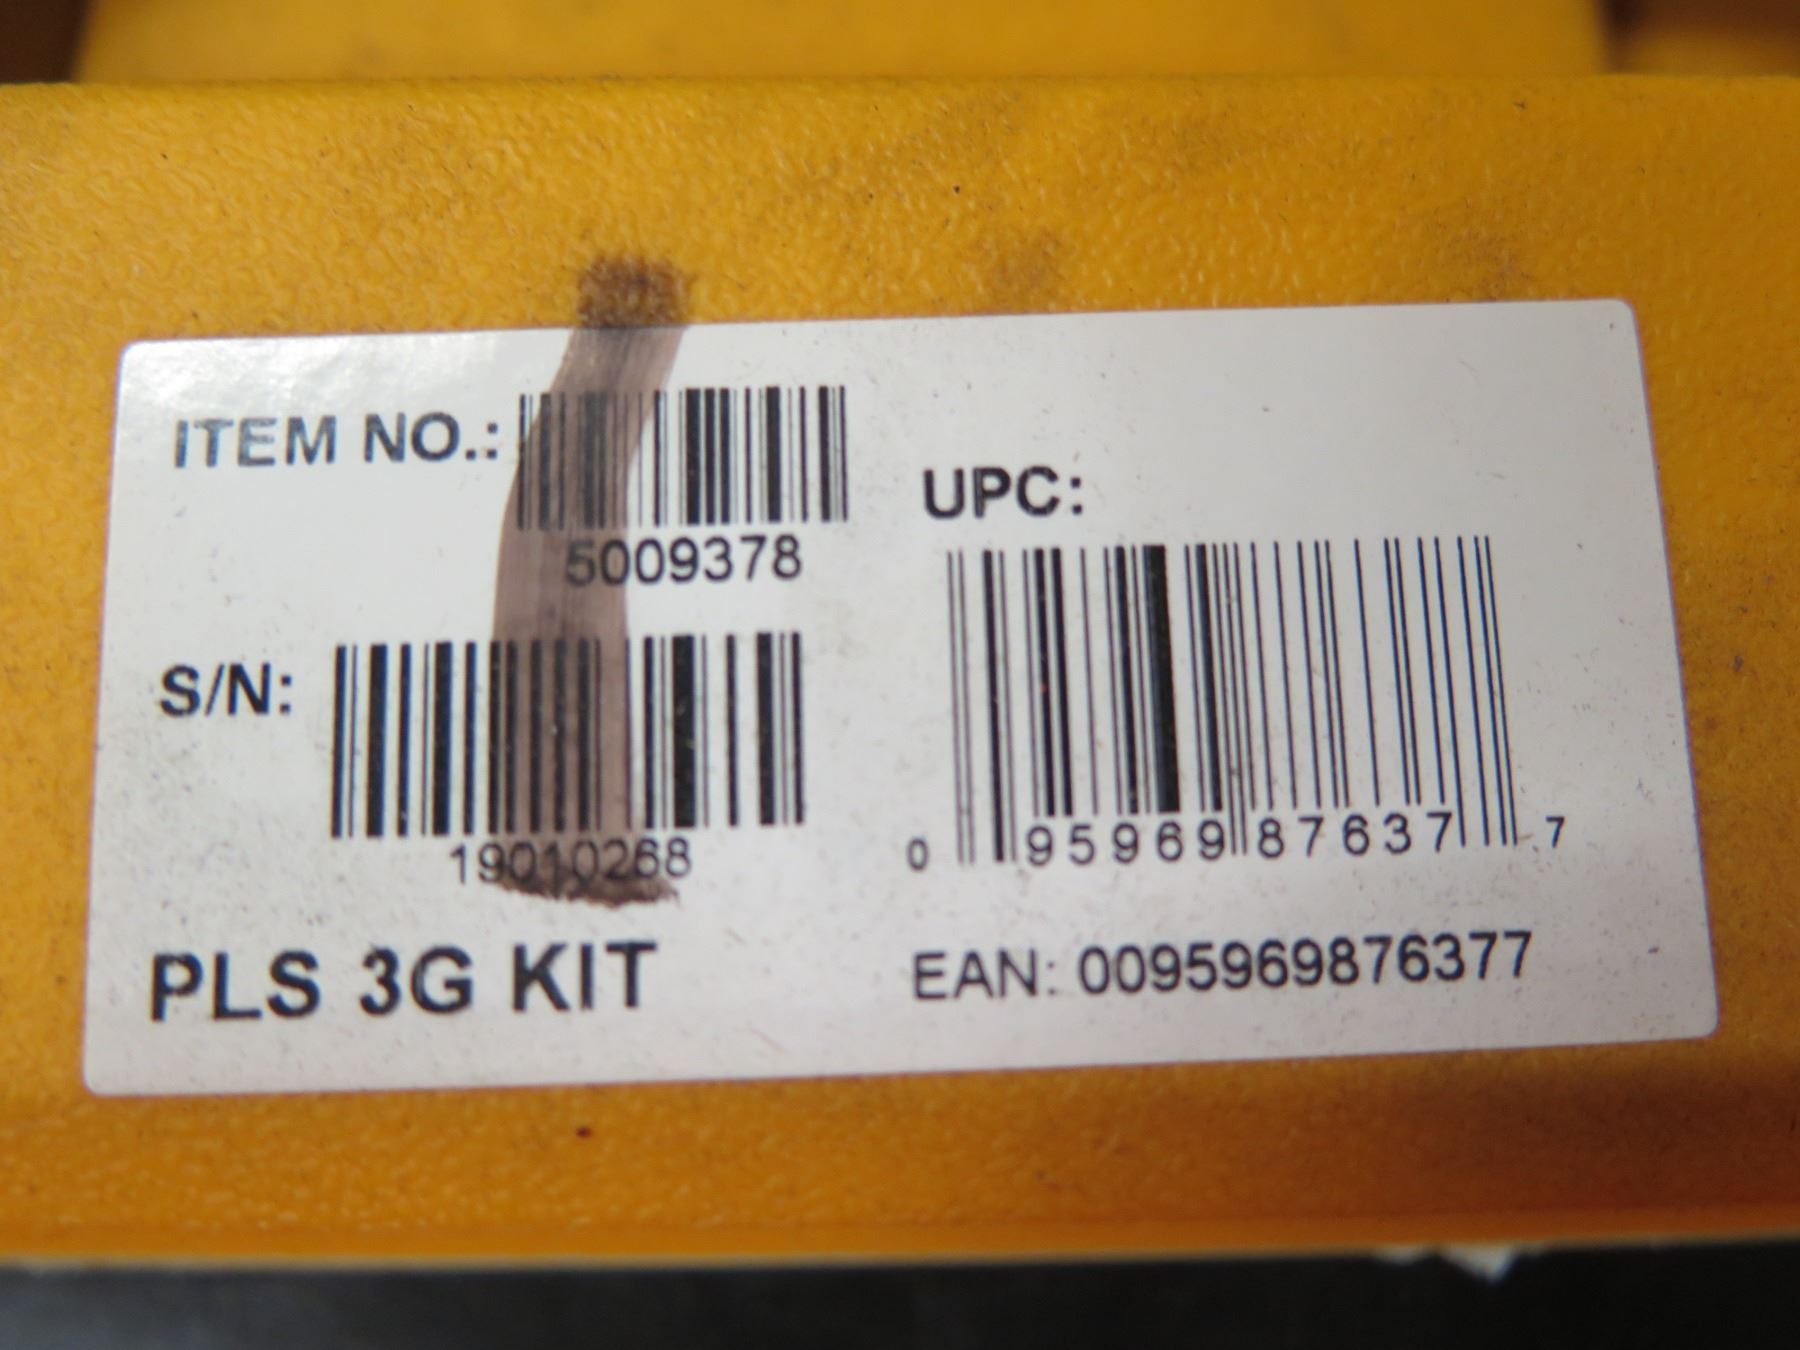 ITEM NO.:
5009378
S/N:
19010268
PLS 3G KIT
UPC:
0 95969 87637 7
EAN: 0095969876377